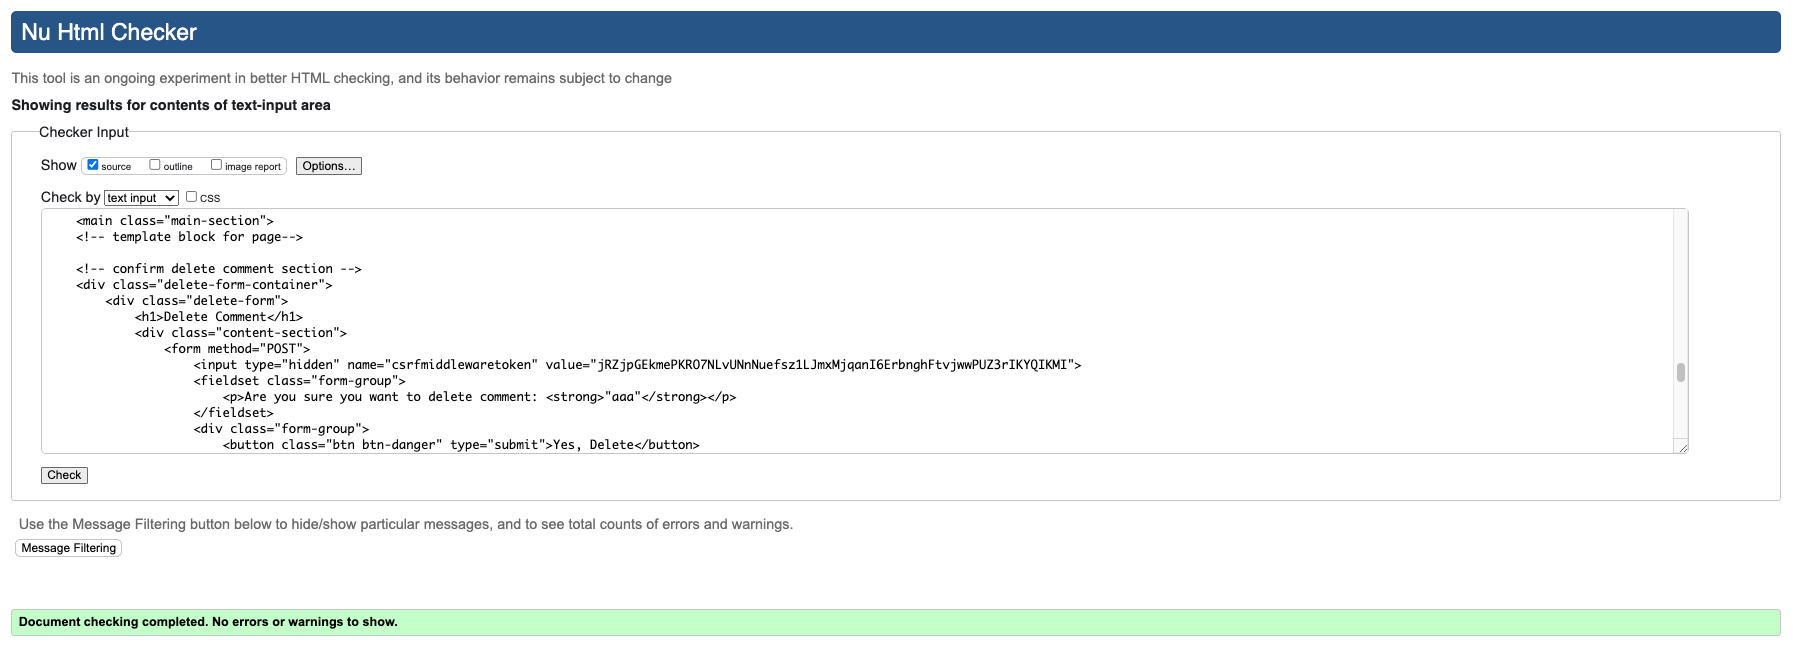 Nu Html Checker
This tool is an ongoing experiment in better HTML checking, and its behavior remains subject to change
Showing results for contents of text-input area
Checker Input
Show source outline image report Options...
Check by text input css
<main class="main-section">
<!-- template block for page-->
<!-- confirm delete comment section -->
<div class="delete-form-container">
<div class="delete-form">
<h1>Delete Comment</h1>
<div class="content-section">
<form method="POST">
<input type="hidden" name="csrfmiddlewaretoken" value="jRZjpGEkmePKRO7NLvUNnNuefsz1LJmxMjqanI6ErbnghFtvjwwPUZ3rIKYQIKMI">
<fieldset class="form-group">
<p>Are you sure you want to delete comment: <strong>"aaa"</strong></p>
</fieldset>
<div class="form-group">
<button class="btn btn-danger" type="submit">Yes, Delete</button>
Check
Use the Message Filtering button below to hide/show particular messages, and to see total counts of errors and warnings.
Message Filtering
Document checking completed. No errors or warnings to show.